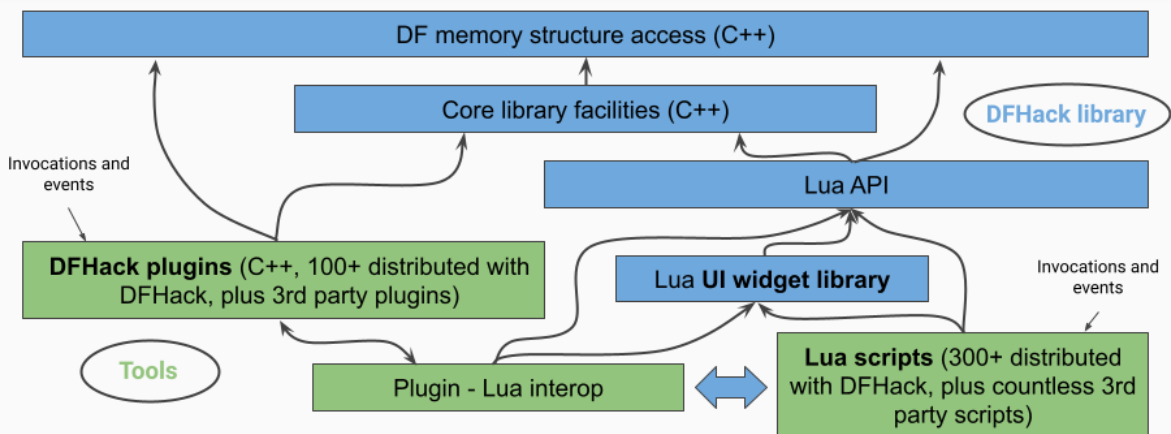 DF memory structure access (C++)
Core library facilities (C++)
DFHack library
Invocations and
events
Lua API
DFHack plugins (C++, 100+ distributed with
DFHack, plus 3rd party plugins)
Lua UI widget library
Invocations and
events
Tools
Plugin - Lua interop
Lua scripts (300+ distributed
with DFHack, plus countless 3rd
party scripts)